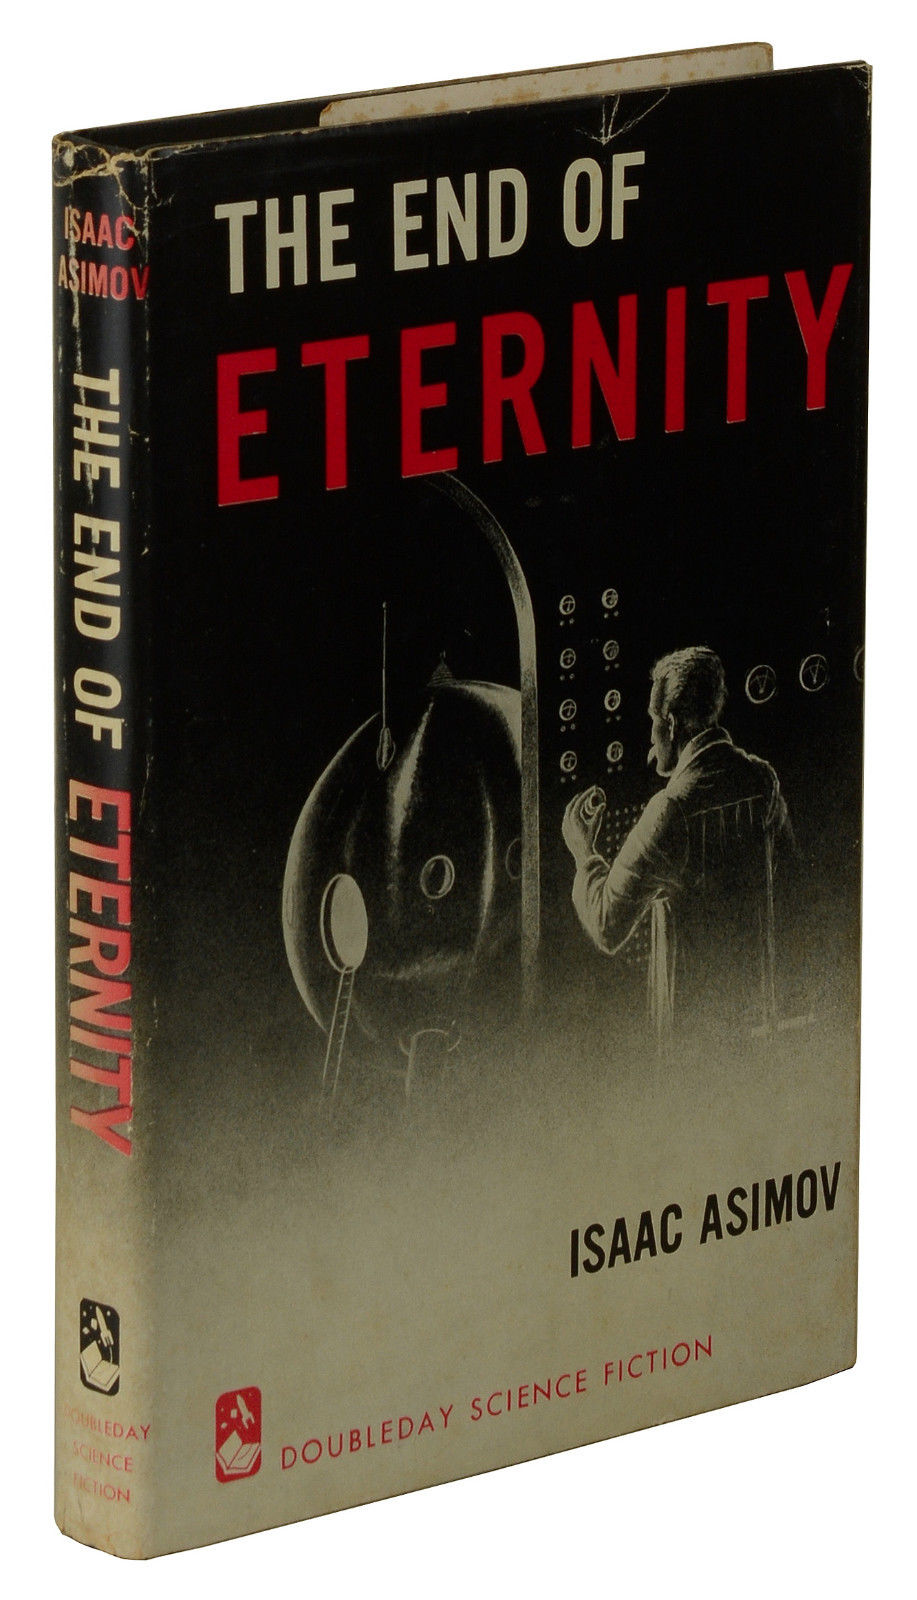 ISAAC
ASIMOV
THE END OF ETERNITY
DOUBLEDAY
SCIENCE
FICTION
THE END OF
ETERNITY
ISAAC ASIMOV
DOUBLEDAY SCIENCE FICTION